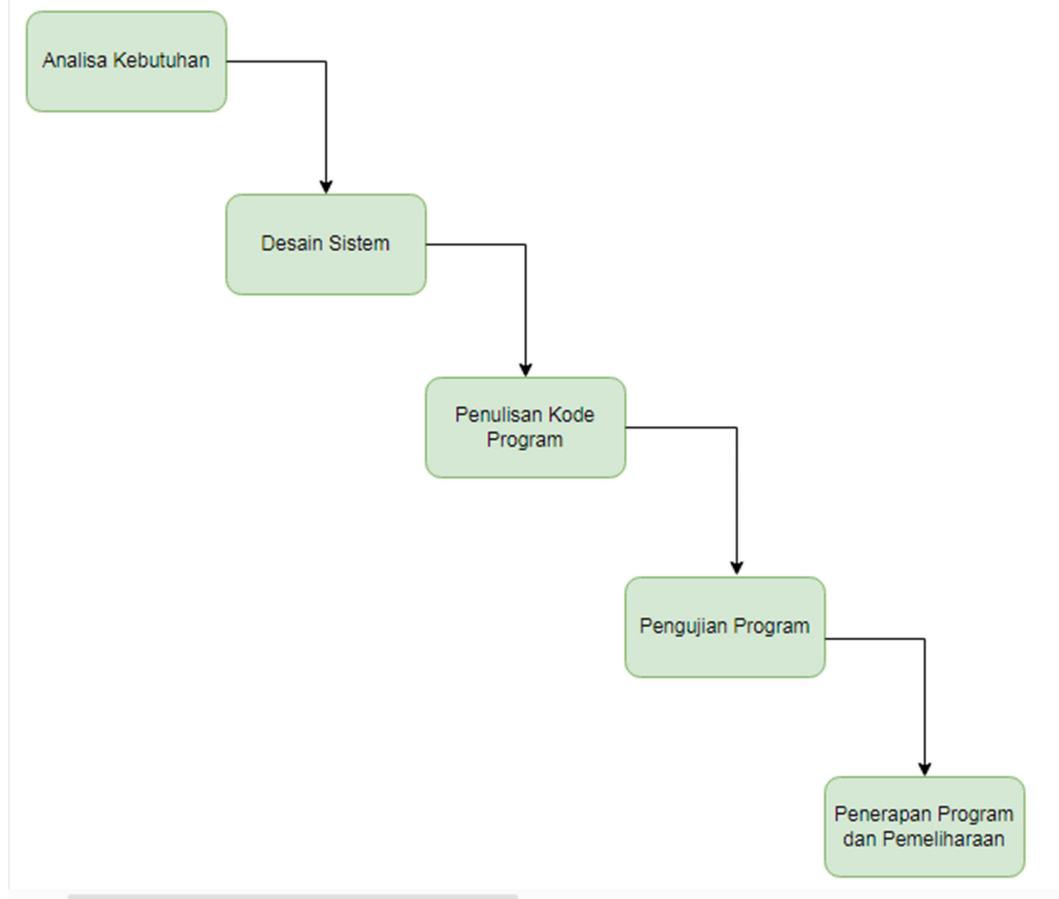 Analisa Kebutuhan
Desain Sistem
Penulisan Kode
Program
Pengujian Program
Penerapan Program
dan Pemeliharaan